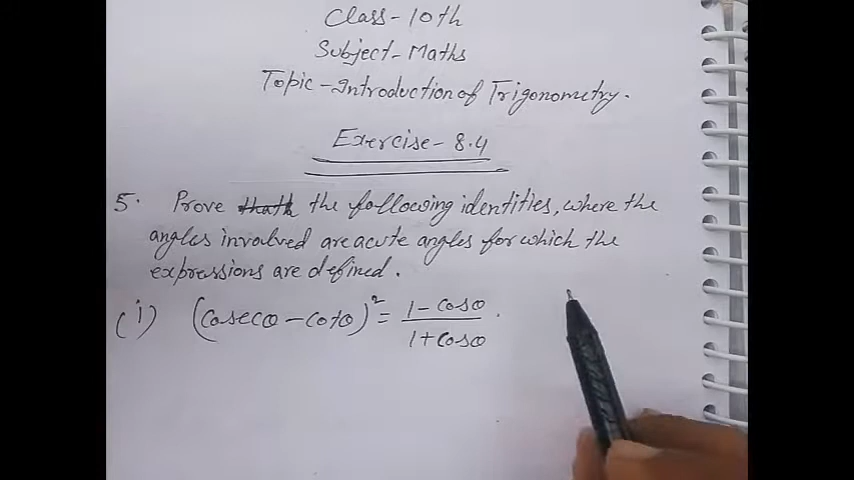 Class-10th
Subject-Maths
Topic-Introduction of Trigonometry.
Exercise-8.4
5. Prove thath the following identities, where the
angles involved are acute angles for which the
expressions are defined.
(i) (cosecθ - cotθ)² = 1-cosθ / 1+cosθ.